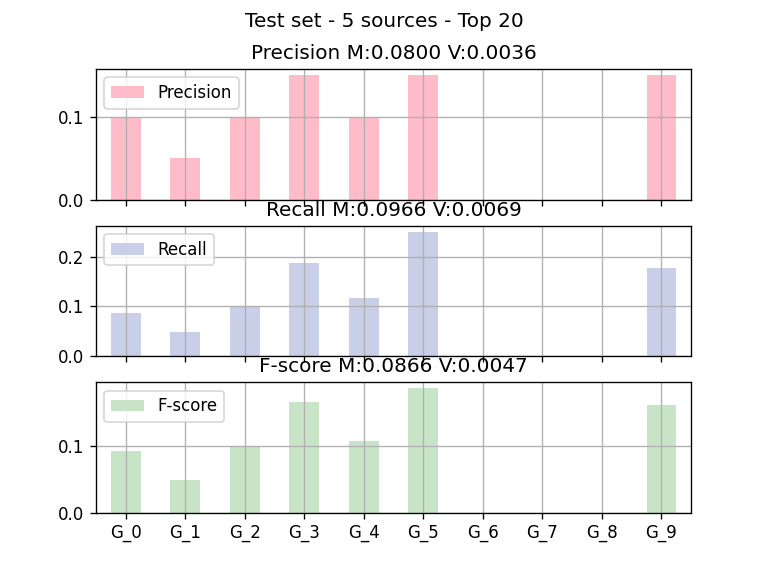 Test set - 5 sources - Top 20
Precision M:0.0800 V:0.0036
Precision
0.1
0.0
Recall M:0.0966 V:0.0069
Recall
0.2
0.1
0.0
F-score M:0.0866 V:0.0047
F-score
0.1
0.0
G_0 G_1 G_2 G_3 G_4 G_5 G_6 G_7 G_8 G_9